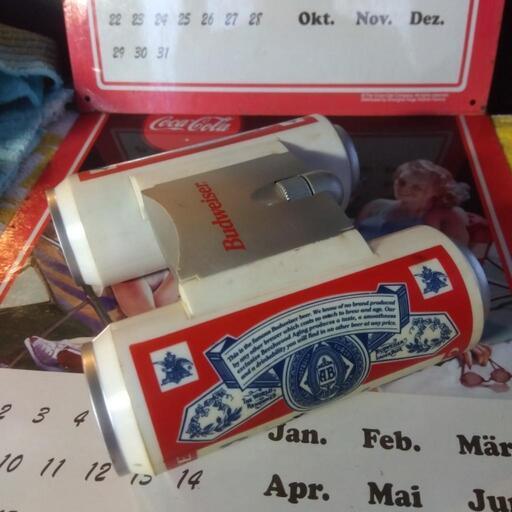 22 23 24 25 26 27 28
Okt. Nov. Dez.
29 30 31
Coca-Cola
Budweiser
This is the famous Budweiser beer. We know of no brand produced
by any other brewer which costs so much to brew and age. Our
exclusive Beechwood Aging produces a taste, a smoothness
and a drinkability you will find in no other beer at any price.
AB
2 3 4
Jan. Feb. Mär
10 11 12 13 14
Apr. Mai Ju